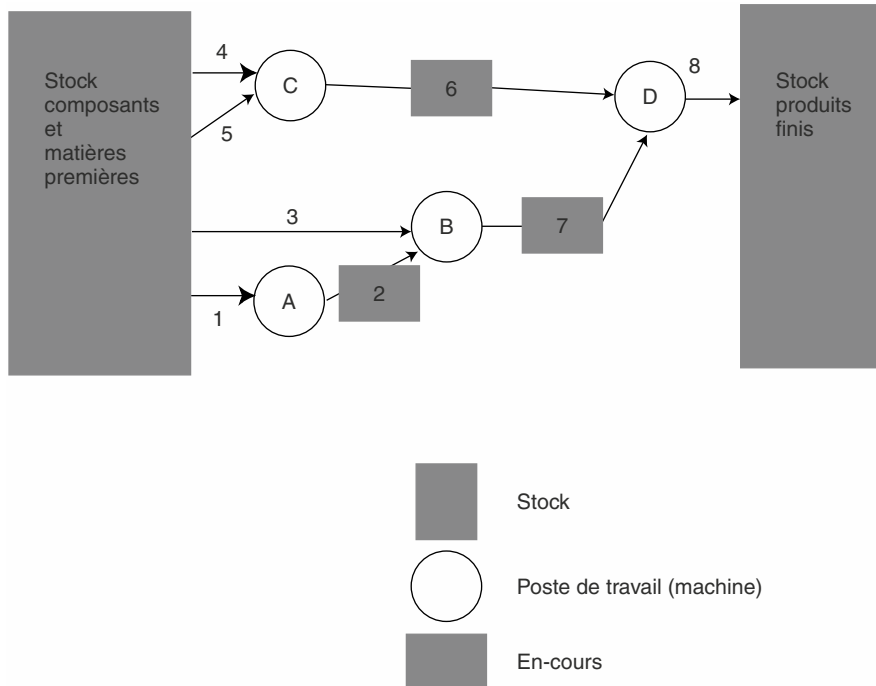 Stock
composants
et
matières
premières
4
5
C
6
D
8
Stock
produits
finis
3
B
7
1
A
2
Stock
Poste de travail (machine)
En-cours